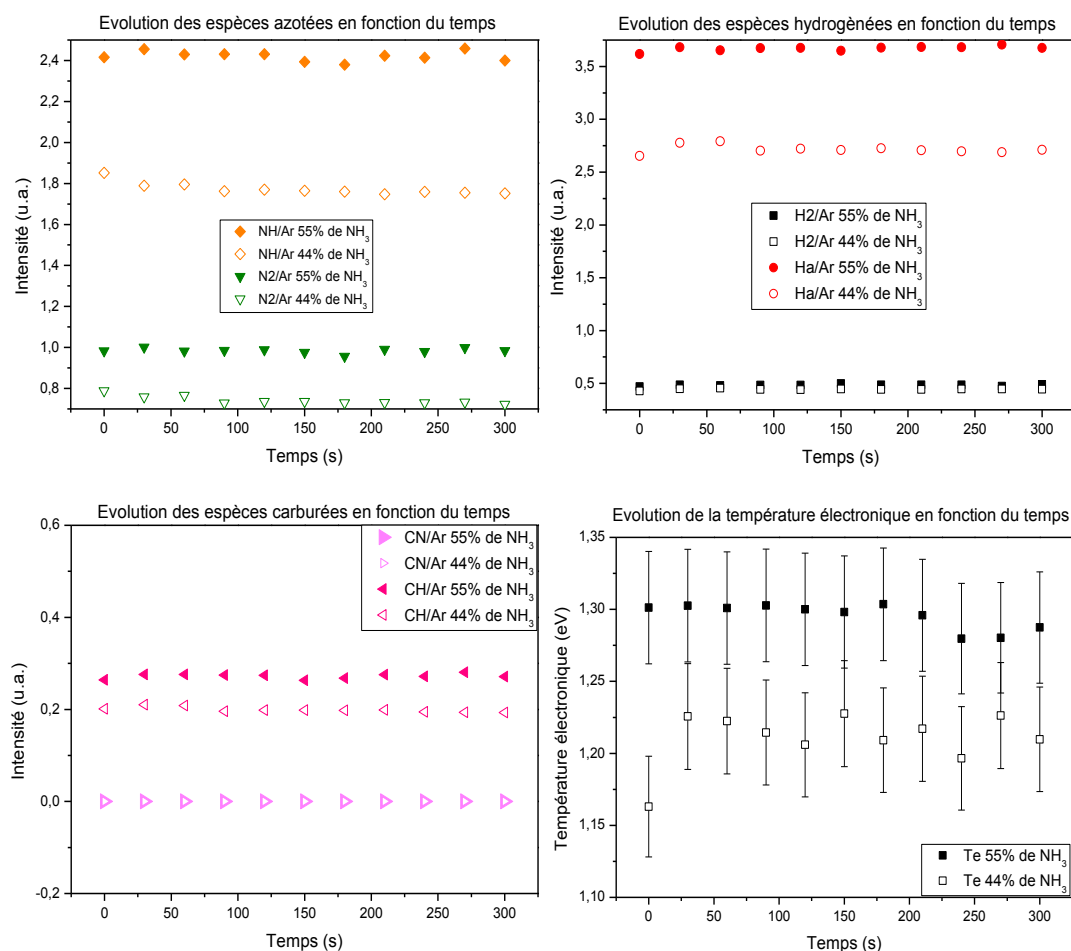 Evolution des espèces azotées en fonction du temps
2,4
2,2
2,0
1,8
1,6
1,4
1,2
1,0
0,8
Intensité (u.a.)
NH/Ar 55% de NH3
NH/Ar 44% de NH3
N2/Ar 55% de NH3
N2/Ar 44% de NH3
0 50 100 150 200 250 300
Temps (s)
Evolution des espèces hydrogènées en fonction du temps
3,5
3,0
2,5
2,0
1,5
1,0
0,5
Intensité (u.a.)
H2/Ar 55% de NH3
H2/Ar 44% de NH3
Ha/Ar 55% de NH3
Ha/Ar 44% de NH3
0 50 100 150 200 250 300
Temps (s)
Evolution des espèces carburées en fonction du temps
0,6
0,4
0,2
0,0
-0,2
Intensité (u.a.)
CN/Ar 55% de NH3
CN/Ar 44% de NH3
CH/Ar 55% de NH3
CH/Ar 44% de NH3
0 50 100 150 200 250 300
Temps (s)
Evolution de la température électronique en fonction du temps
1,35
1,30
1,25
1,20
1,15
1,10
Température électronique (eV)
Te 55% de NH3
Te 44% de NH3
0 50 100 150 200 250 300
Temps (s)